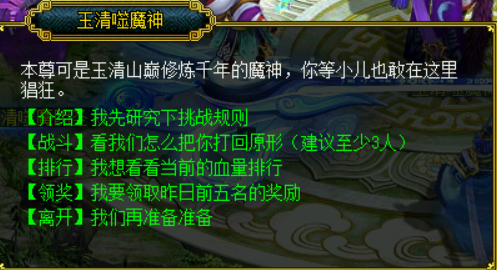 玉清噬魔神
本尊可是玉清山巅修炼千年的魔神，你等小儿也敢在这里
猖狂。
【介绍】我先研究下挑战规则
【战斗】看我们怎么把你打回原形（建议至少3人）
【排行】我想看看当前的血量排行
【领奖】我要领取昨日前五名的奖励
【离开】我们再准备准备